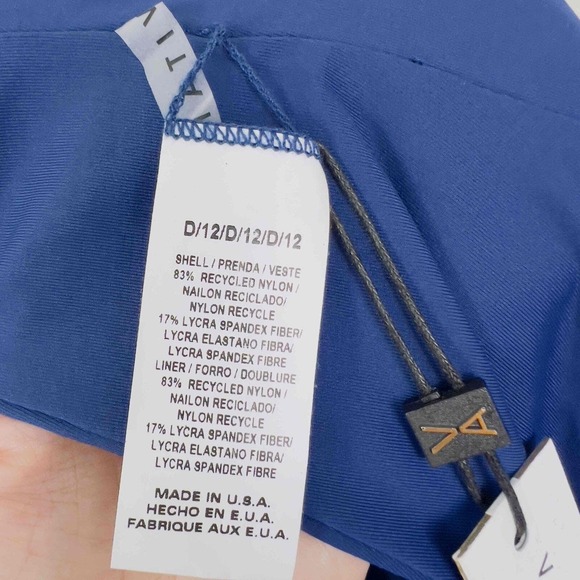 D/12/D/12/D/12
SHELL / PRENDA / VESTE
83% RECYCLED NYLON /
NAILON RECICLADO/
NYLON RECYCLE
17% LYCRA SPANDEX FIBER/
LYCRA ELASTANO FIBRA/
LYCRA SPANDEX FIBRE
LINER / FORRO / DOUBLURE
83% RECYCLED NYLON /
NAILON RECICLADO/
NYLON RECYCLE
17% LYCRA SPANDEX FIBER/
LYCRA ELASTANO FIBRA/
LYCRA SPANDEX FIBRE
MADE IN U.S.A.
HECHO EN E.U.A.
FABRIQUE AUX E.U.A.